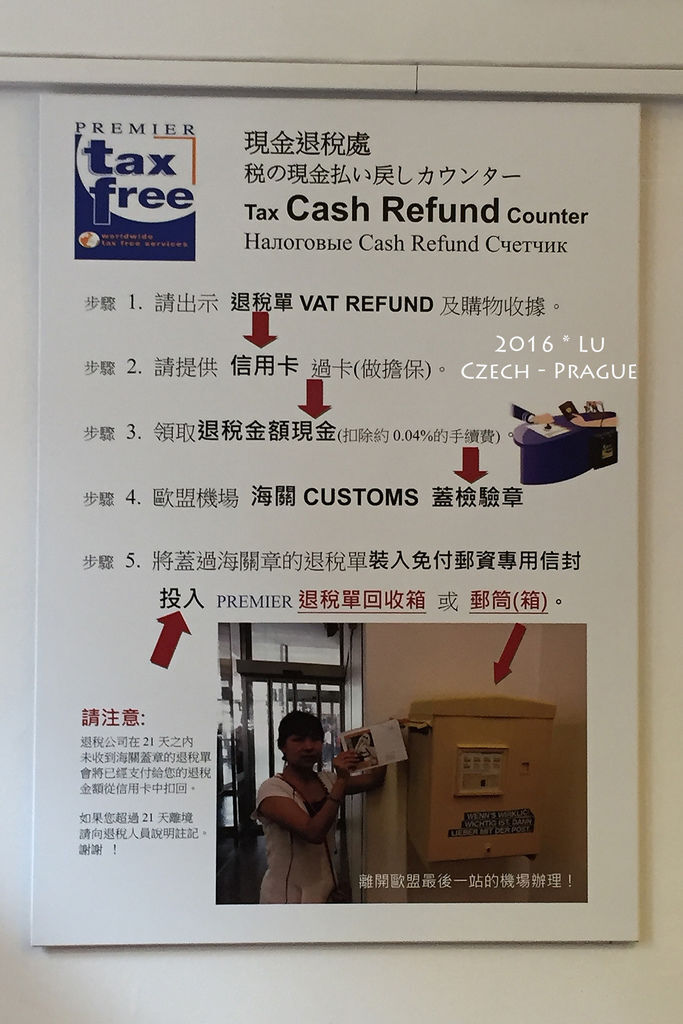 PREMIER
tax
free
worldwide
tax free services
現金退稅處
税の現金払い戻しカウンター
Tax Cash Refund Counter
Налоговые Cash Refund Счетчик
步驟 1. 請出示 退稅單 VAT REFUND 及購物收據。
2016 * LU
CZECH - PRAGUE
步驟 2. 請提供 信用卡 過卡(做擔保)。
步驟 3. 領取退稅金額現金(扣除約 0.04%的手續費)。
步驟 4. 歐盟機場 海關 CUSTOMS 蓋檢驗章
步驟 5. 將蓋過海關章的退稅單裝入免付郵資專用信封
投入 PREMIER 退稅單回收箱 或 郵筒(箱)。
請注意:
退稅公司在 21 天之內
未收到海關蓋章的退稅單
會將已經支付給您的退稅
金額從信用卡中扣回。
如果您超過 21 天離境
請向退稅人員說明註記。
謝謝 !
WENN'S WIRKLICH
WICHTIG IST, DANN
LIEBER MIT DER POST.
離開歐盟最後一站的機場辦理!